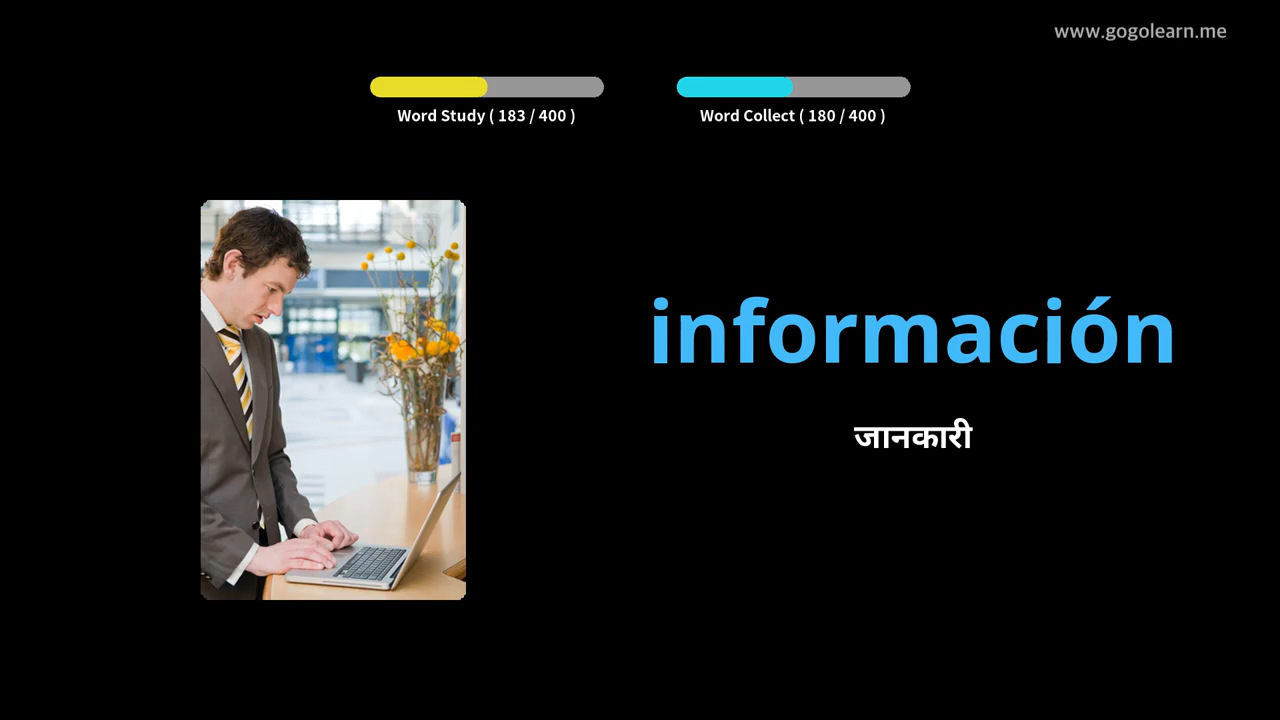 www.gogolearn.me
Word Study ( 183 / 400 )
Word Collect ( 180 / 400 )
información
जानकारी